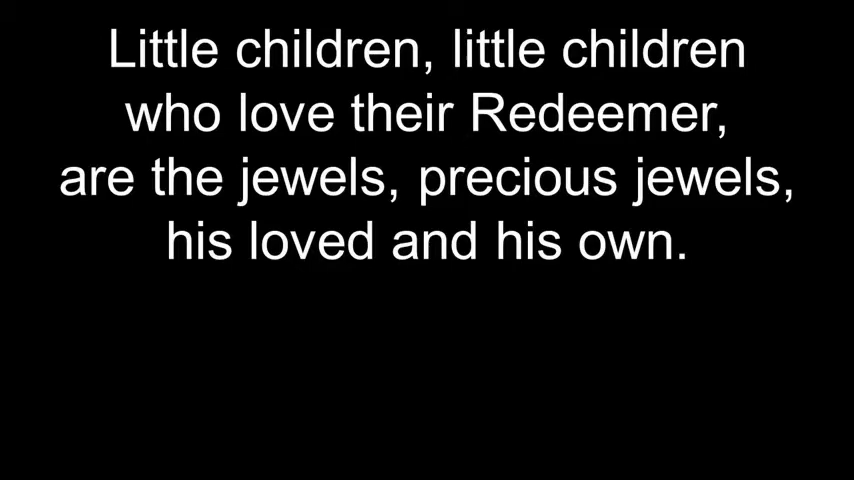 Little children, little children
who love their Redeemer,
are the jewels, precious jewels,
his loved and his own.